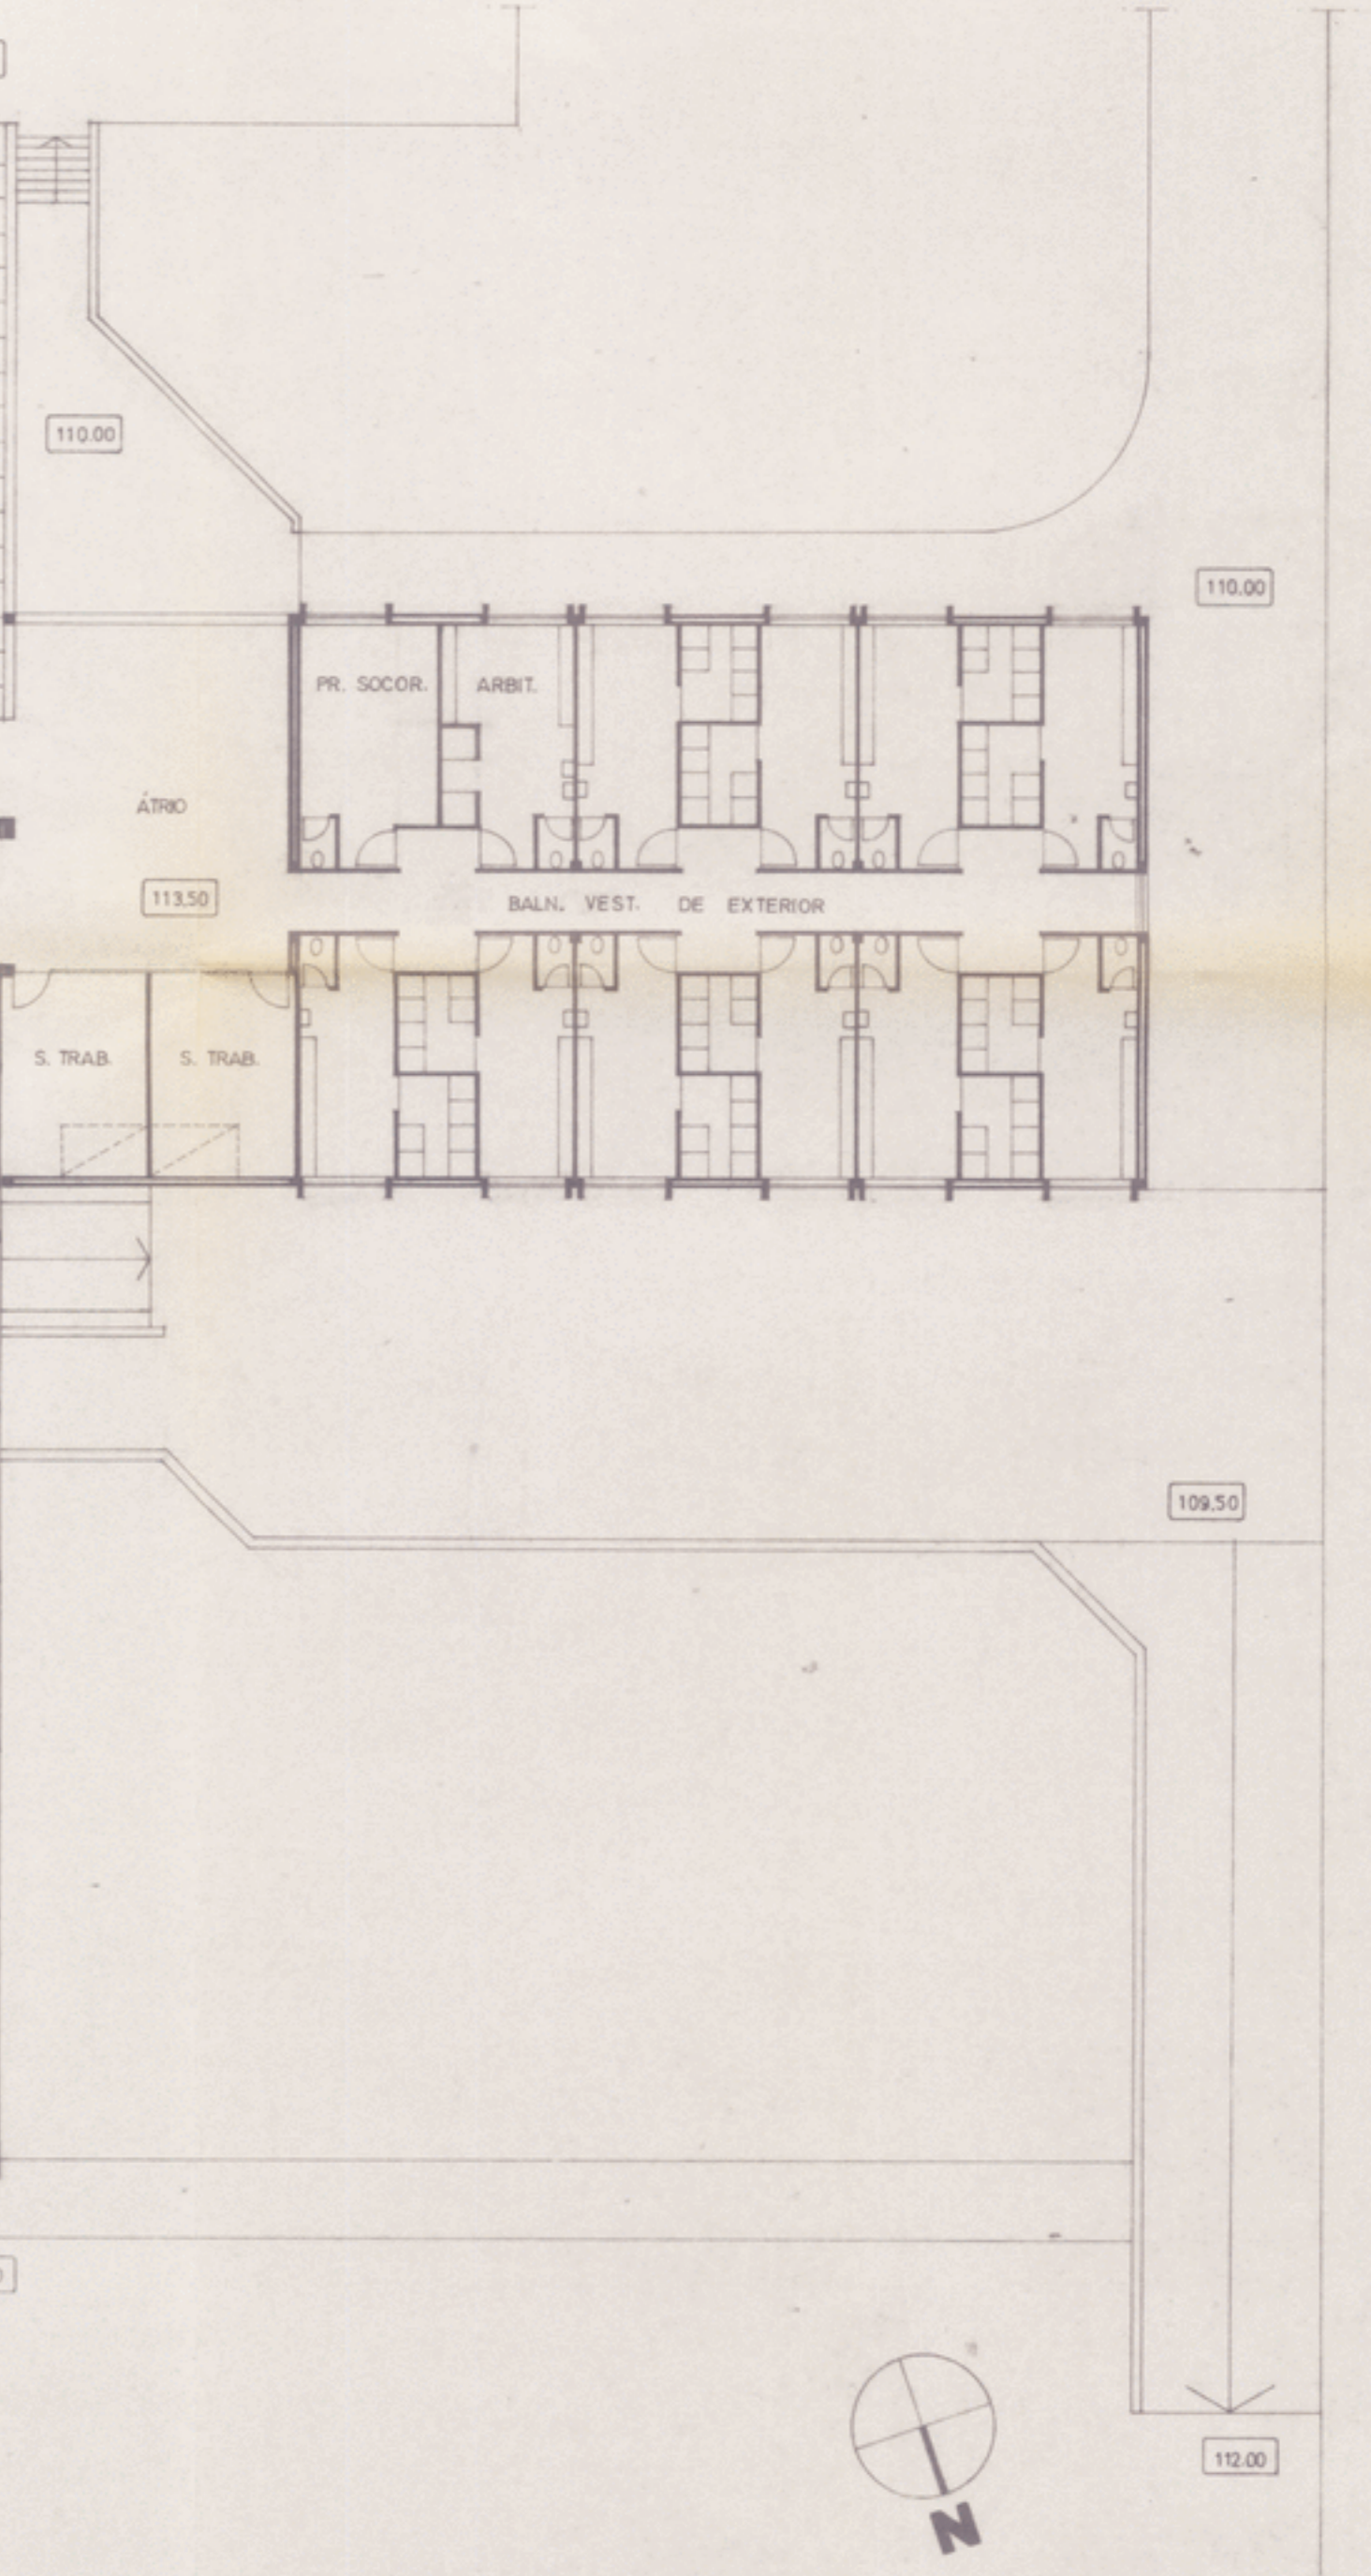 110.00
110.00
PR. SOCOR.
ARBIT.
ÁTRIO
113.50
BALN. VEST. DE EXTERIOR
S. TRAB.
S. TRAB.
109.50
112.00
N